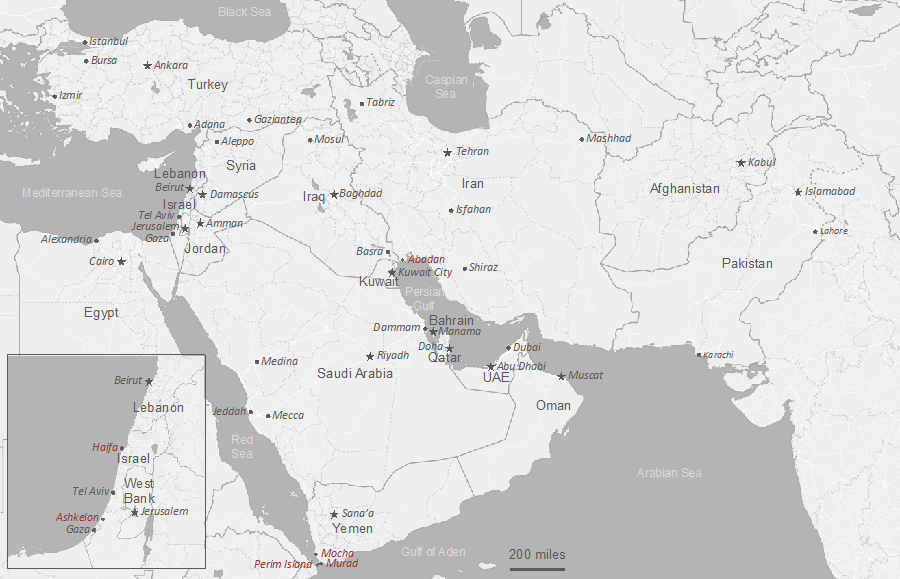 Black Sea
Istanbul
Bursa
Ankara
Turkey
Izmir
Caspian
Sea
Tabriz
Adana
Gazianten
Aleppo
Mosul
Mashhad
Tehran
Syria
Lebanon
Beirut
Damascus
Mediterranean Sea
Israel
Iraq
Baghdad
Iran
Afghanistan
Kabul
Islamabad
Tel Aviv
Jerusalem
Gaza
Amman
Isfahan
Lahore
Alexandria
Jordan
Basra
Abadan
Cairo
Kuwait City
Kuwait
Shiraz
Pakistan
Persian
Gulf
Egypt
Bahrain
Dammam
Manama
Doha
Qatar
Dubai
Karachi
Medina
Riyadh
Saudi Arabia
Abu Dhabi
UAE
Muscat
Oman
Jeddah
Mecca
Red
Sea
Arabian Sea
Sana'a
Yemen
Mocha
Perim Island
Murad
Gulf of Aden
200 miles
Beirut
Lebanon
Haifa
Israel
West
Bank
Tel Aviv
Jerusalem
Ashkelon
Gaza